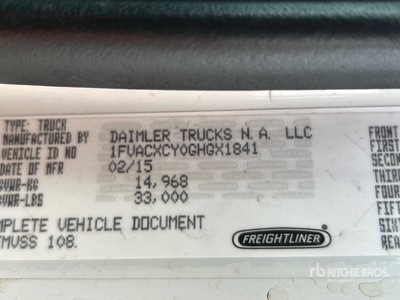 TYPE: TRUCK
MANUFACTURED BY DAIMLER TRUCKS N.A. LLC
VEHICLE ID NO 1FVACXCY0GHGX1841
DATE OF MFR 02/15
GVWR-KG 14,968
GVWR-LBS 33,000
MPLETE VEHICLE DOCUMENT
MVSS 108.
FREIGHTLINER
FRONT
FIRST
SECON
THIRD
FOUR
FIFT
SIXT
REA
rb RITCHIE BROS.